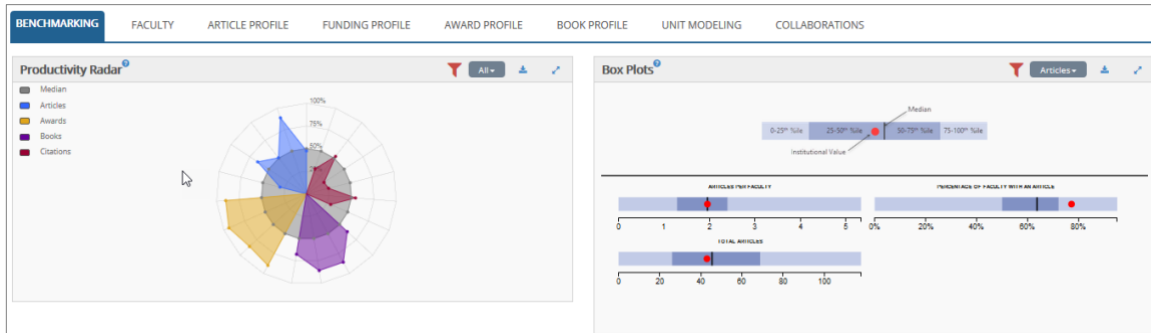 BENCHMARKING FACULTY ARTICLE PROFILE FUNDING PROFILE AWARD PROFILE BOOK PROFILE UNIT MODELING COLLABORATIONS
Productivity Radar?
All
Median
Articles
Awards
Books
Citations
100%
75%
50%
Box Plots?
Articles
Median
0-25th %ile 25-50th %ile 50-75th %ile 75-100th %ile
Institutional Value
ARTICLES PER FACULTY
0 1 2 3 4 5
PERCENTAGE OF FACULTY WITH AN ARTICLE
0% 20% 40% 60% 80%
TOTAL ARTICLES
0 20 40 60 80 100